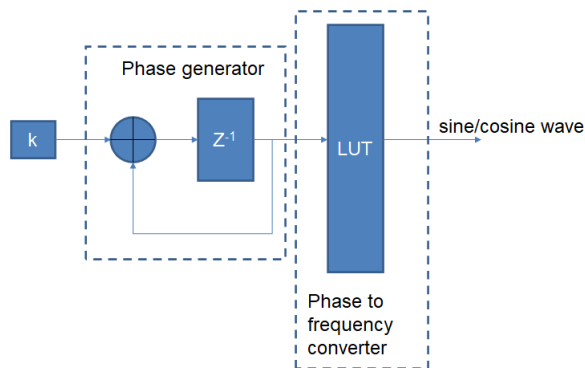 Phase generator
k
Z⁻¹
LUT
sine/cosine wave
Phase to
frequency
converter